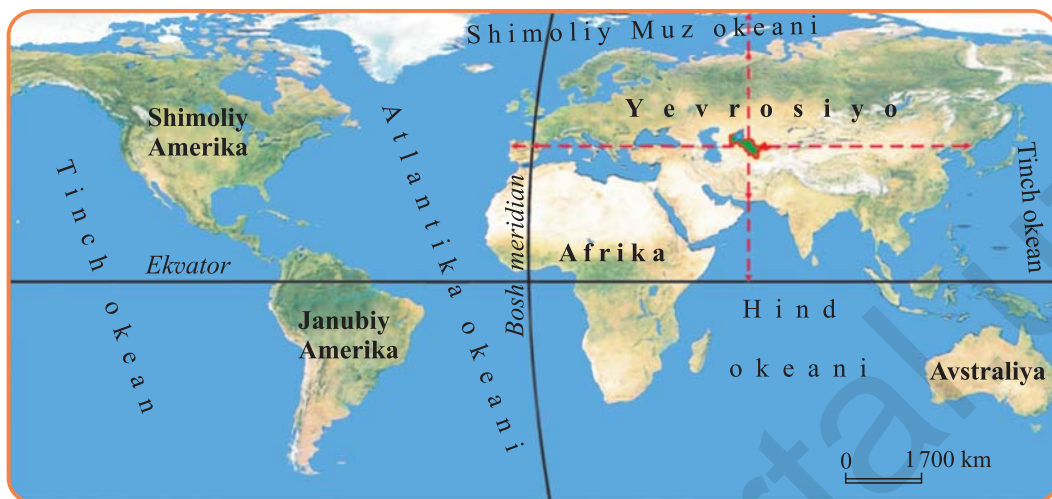 Shimoliy Muz okeani
Shimoliy
Amerika
Yevrosiyo
Tinch okean
Atlantika okeani
Bosh meridian
Tinch okean
Afrika
Ekvator
Janubiy
Amerika
Hind
okeani
Avstraliya
0 1700 km